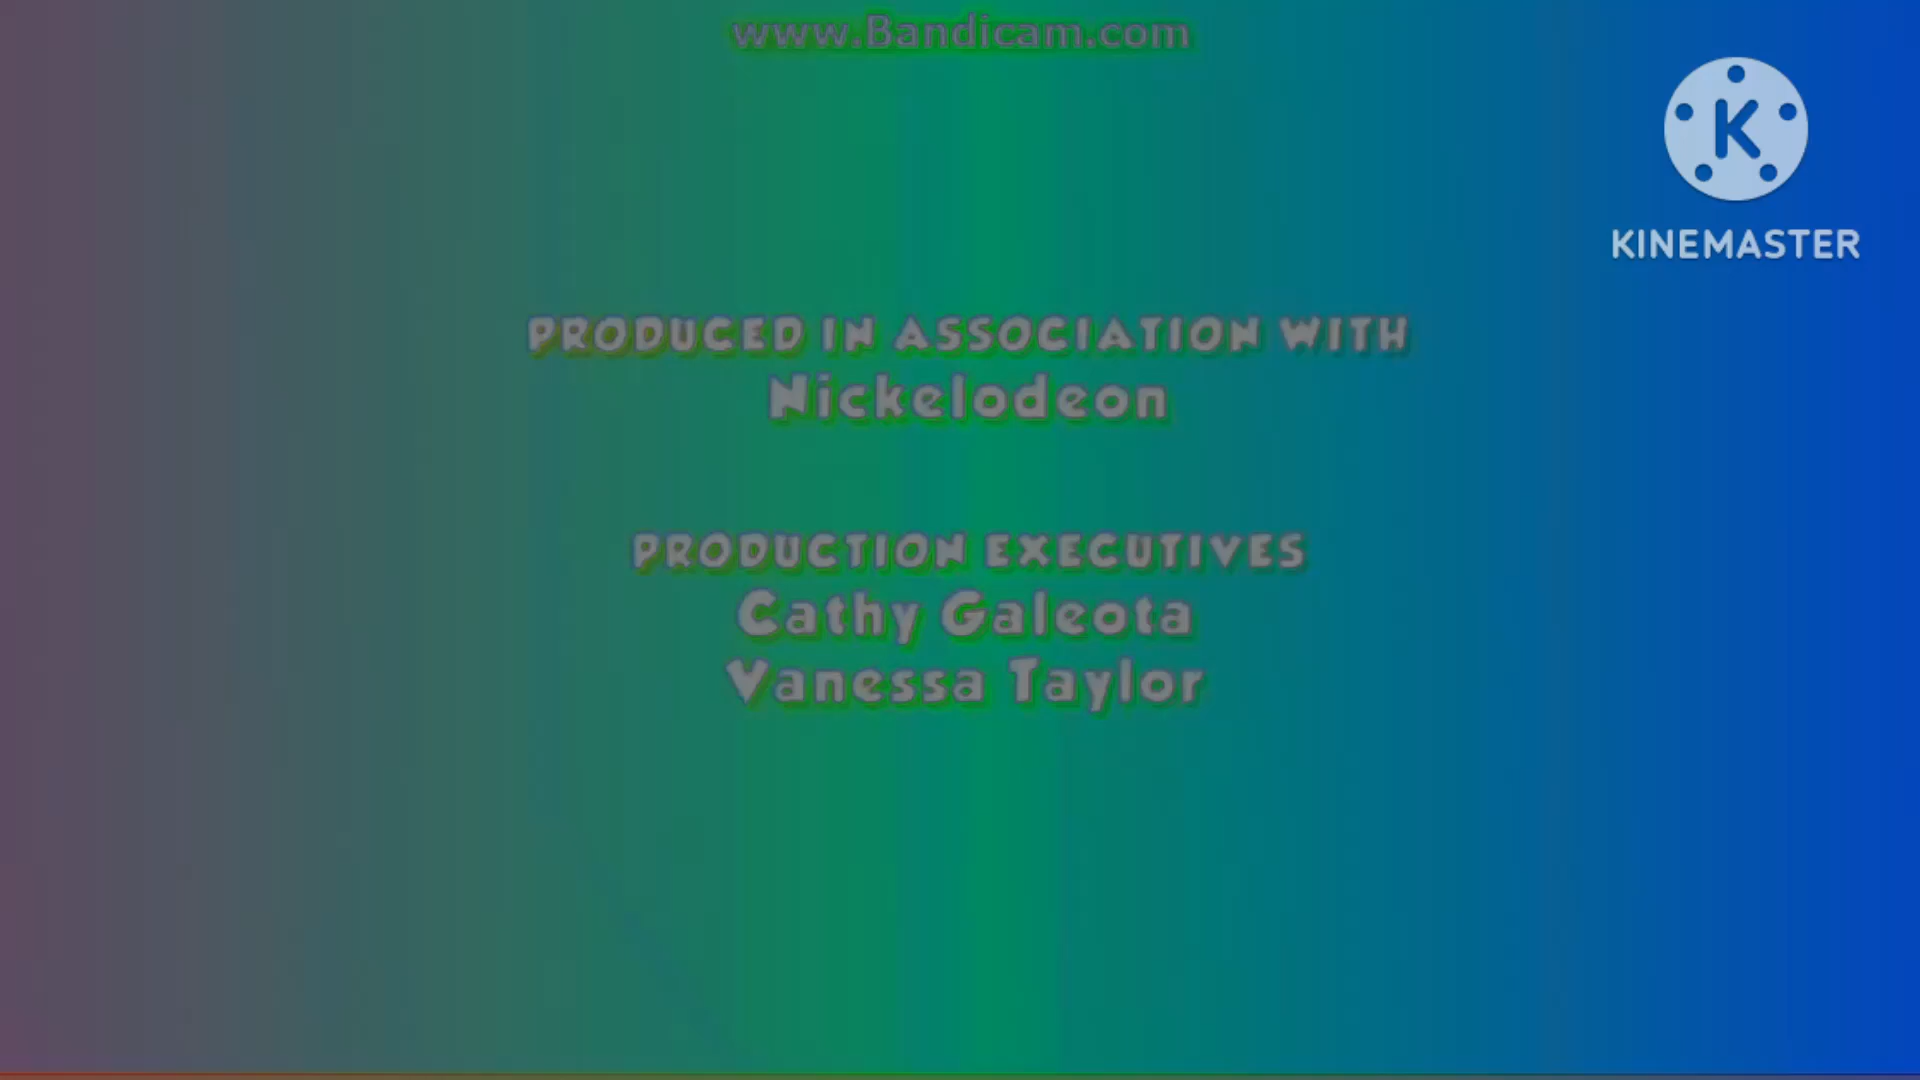 www.Bandicam.com
K
KINEMASTER
PRODUCED IN ASSOCIATION WITH
Nickelodeon
PRODUCTION EXECUTIVES
Cathy Galeota
Vanessa Taylor